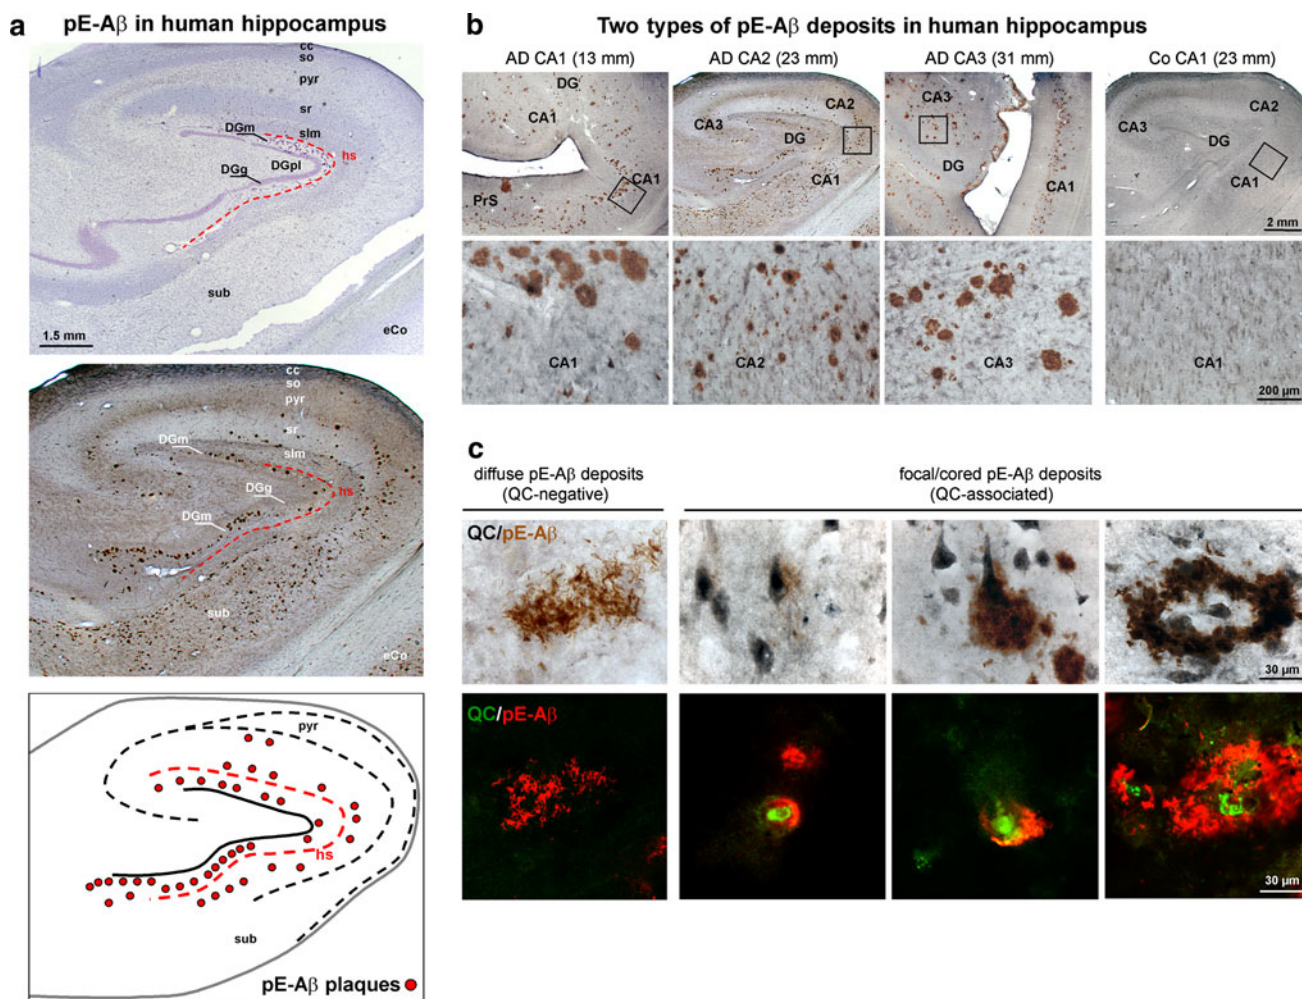 a
pE-Aβ in human hippocampus
cc
so
pyr
sr
slm
DGm
hs
DGg
DGpl
sub
eCo
1.5 mm
cc
so
pyr
sr
DGm
slm
DGg
hs
DGm
sub
eCo
pyr
hs
sub
pE-Aβ plaques
b
Two types of pE-Aβ deposits in human hippocampus
AD CA1 (13 mm)
AD CA2 (23 mm)
AD CA3 (31 mm)
Co CA1 (23 mm)
DG
CA1
CA1
PrS
CA2
CA3
DG
CA1
CA3
DG
CA1
CA2
CA3
DG
CA1
2 mm
CA1
CA2
CA3
CA1
200 µm
c
diffuse pE-Aβ deposits
(QC-negative)
focal/cored pE-Aβ deposits
(QC-associated)
QC/pE-Aβ
30 µm
QC/pE-Aβ
30 µm